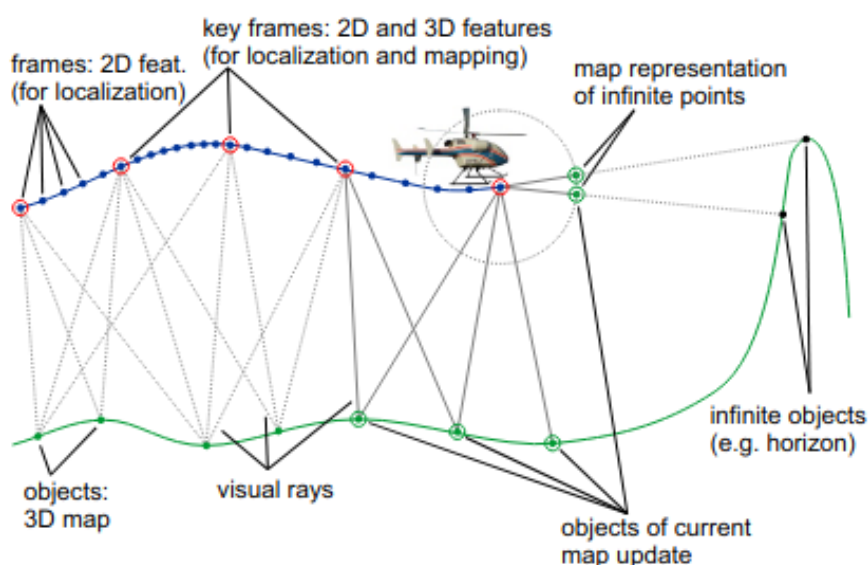 key frames: 2D and 3D features
(for localization and mapping)
frames: 2D feat.
(for localization)
map representation
of infinite points
infinite objects
(e.g. horizon)
objects:
3D map
visual rays
objects of current
map update